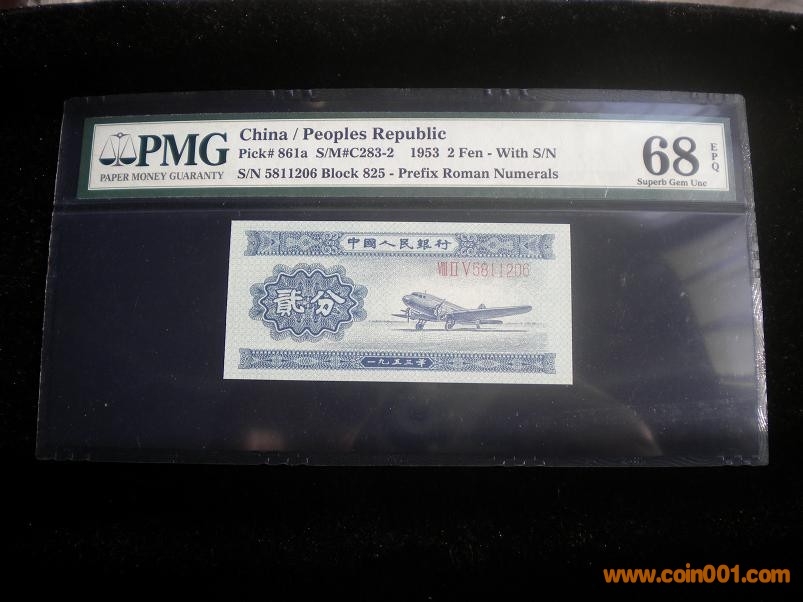 PMG
PAPER MONEY GUARANTY
China / Peoples Republic
Pick# 861a S/M#C283-2 1953 2 Fen - With S/N
S/N 5811206 Block 825 - Prefix Roman Numerals
68 EPQ
Superb Gem Unc
中國人民銀行
VIII II V 5811206
貳分
一九五三年
www.coin001.com